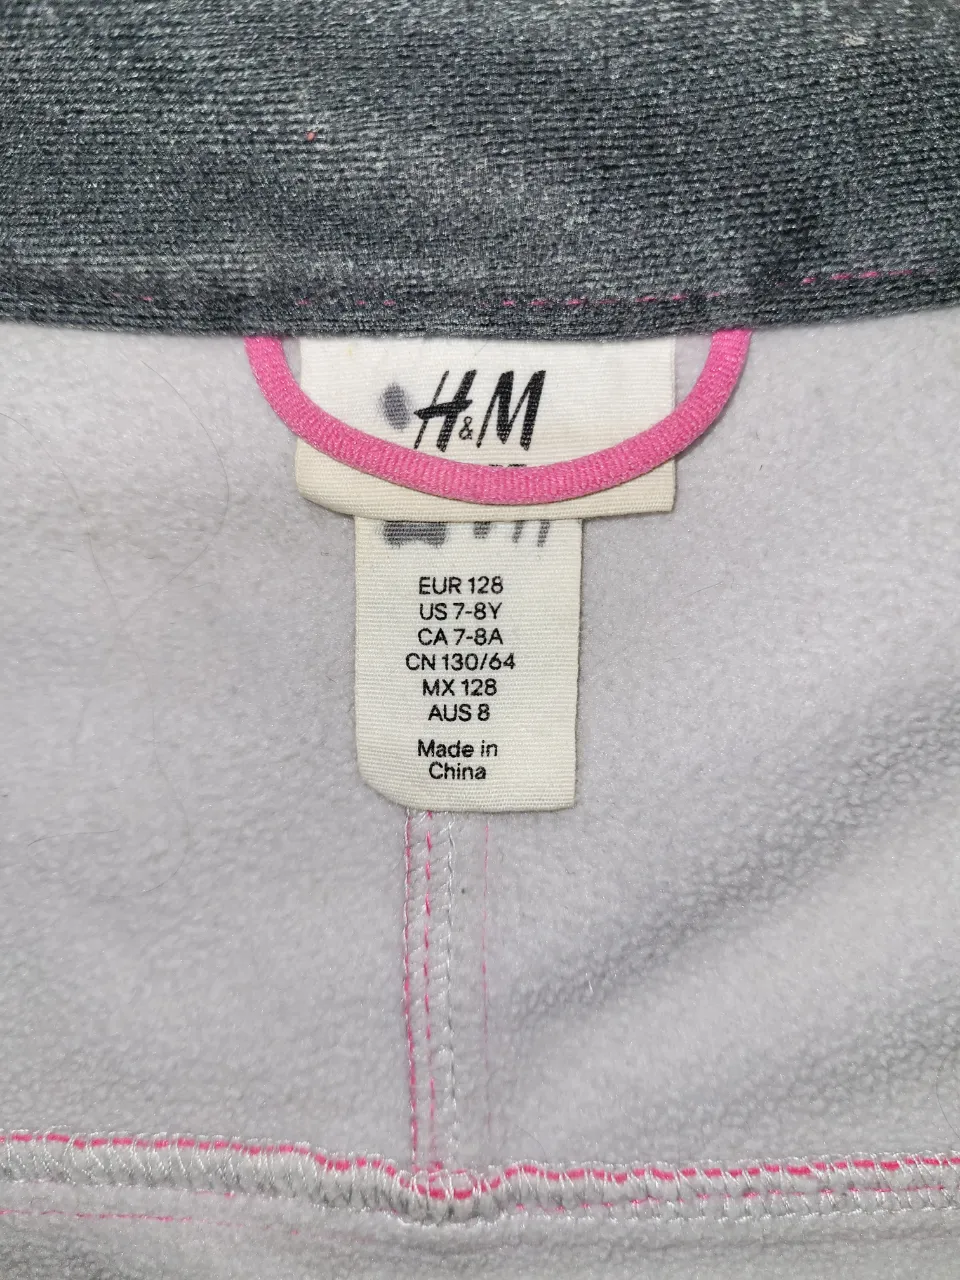 H&M
EUR 128
US 7-8Y
CA 7-8A
CN 130/64
MX 128
AUS 8
Made in
China